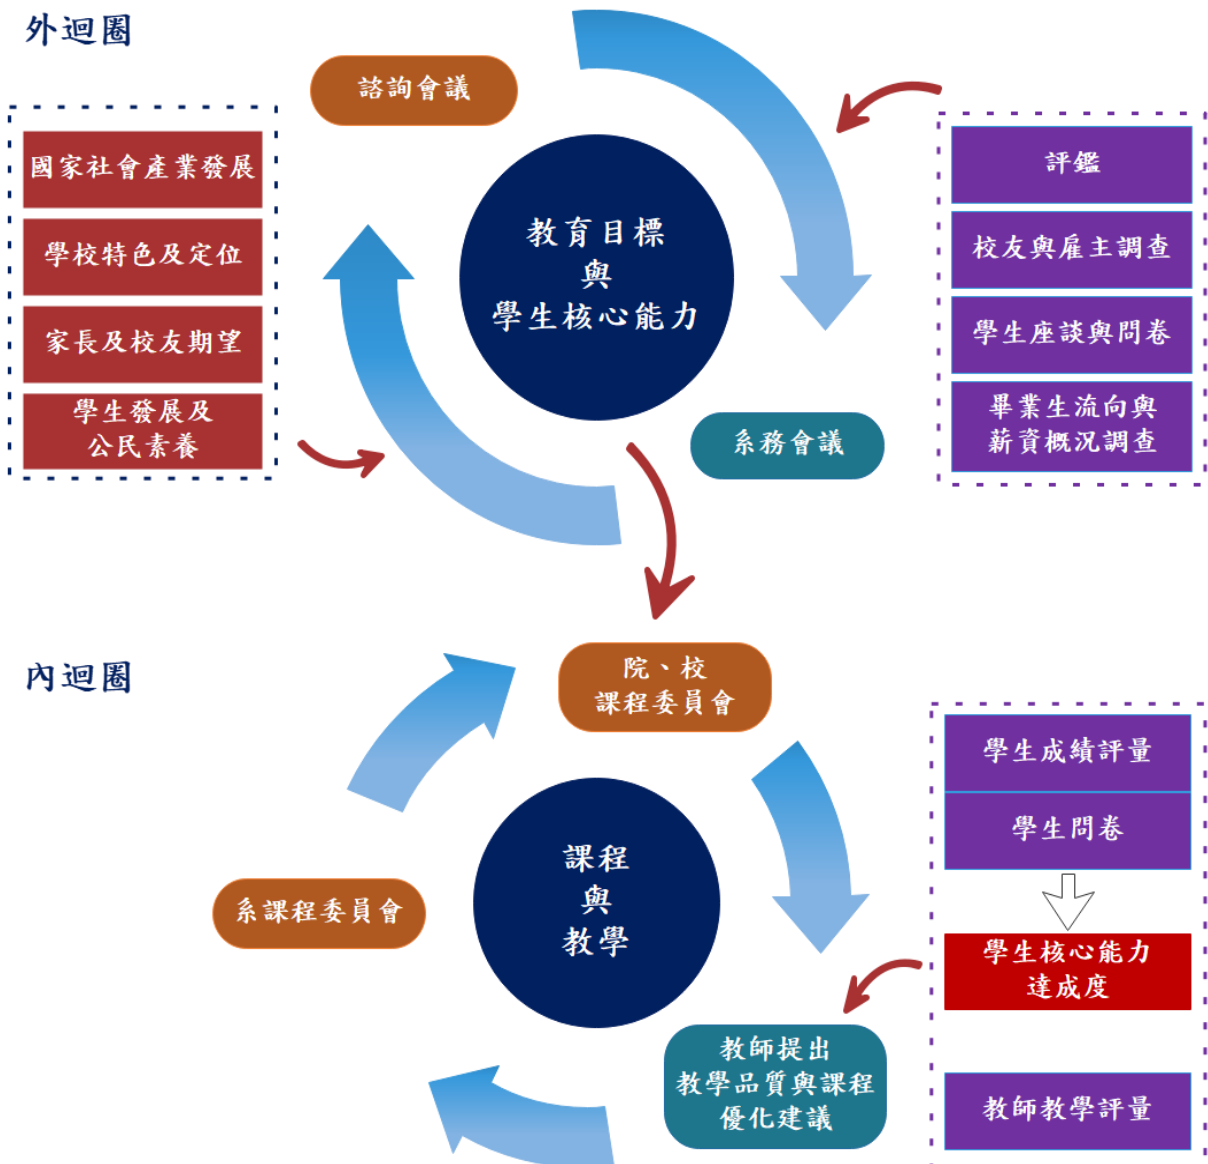 外迴圈
諮詢會議
國家社會產業發展
學校特色及定位
家長及校友期望
學生發展及
公民素養
教育目標
與
學生核心能力
評鑑
校友與雇主調查
學生座談與問卷
畢業生流向與
薪資概況調查
系務會議
內迴圈
院、校
課程委員會
系課程委員會
課程
與
教學
學生成績評量
學生問卷
學生核心能力
達成度
教師教學評量
教師提出
教學品質與課程
優化建議